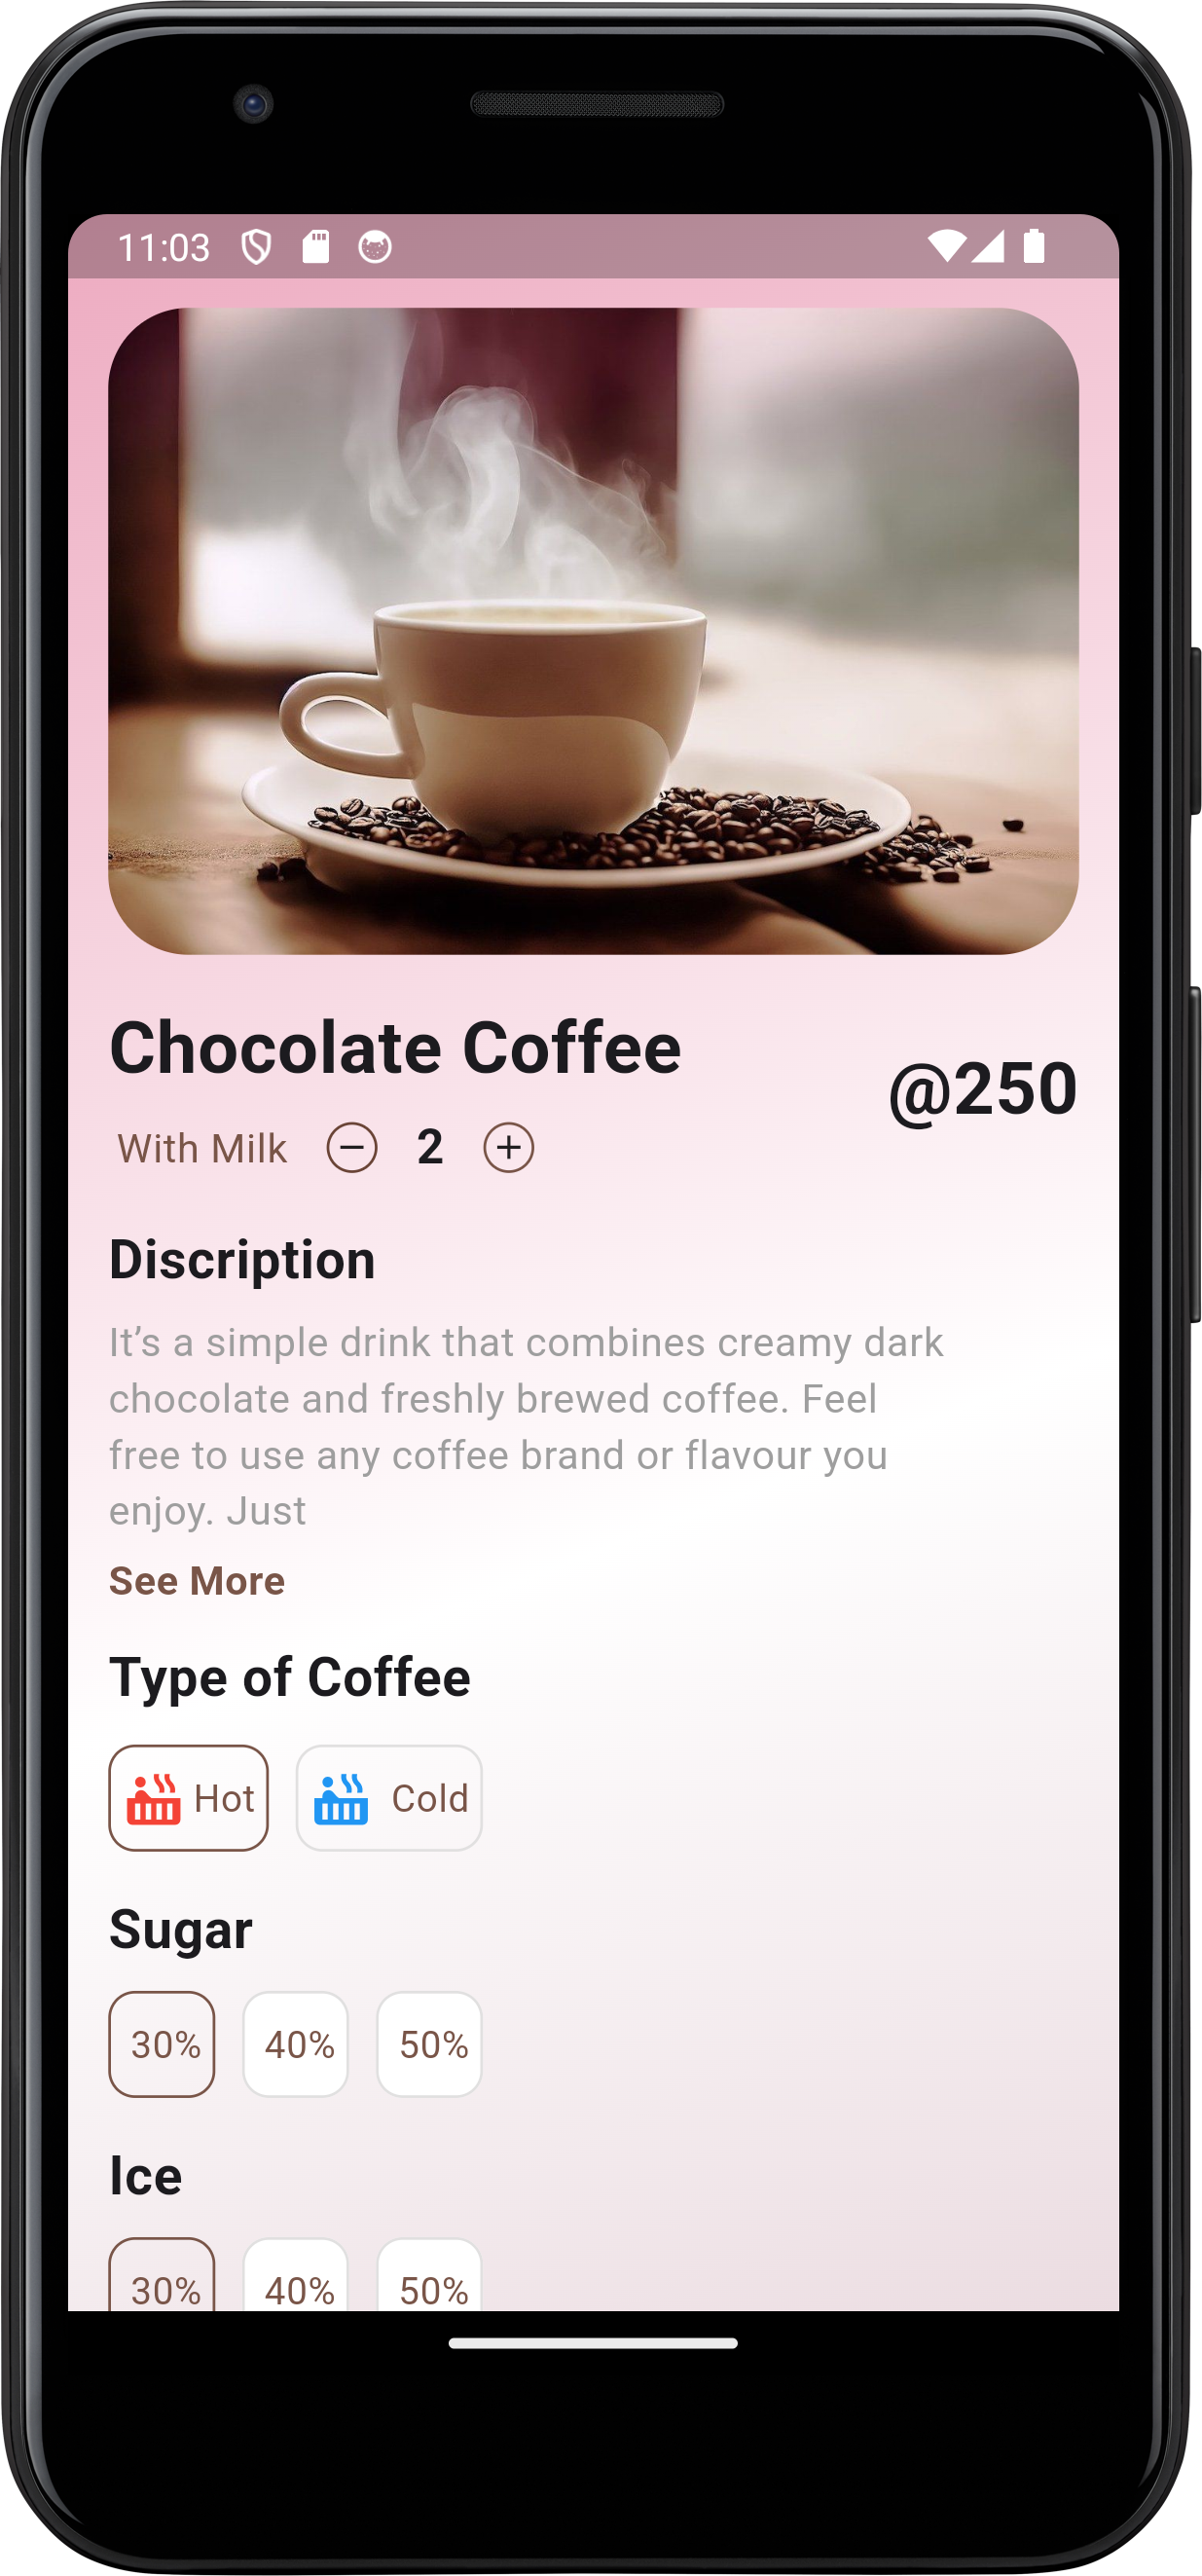 11:03
Chocolate Coffee
@250
With Milk 2
Discription
It’s a simple drink that combines creamy dark
chocolate and freshly brewed coffee. Feel
free to use any coffee brand or flavour you
enjoy. Just
See More
Type of Coffee
Hot Cold
Sugar
30% 40% 50%
Ice
30% 40% 50%